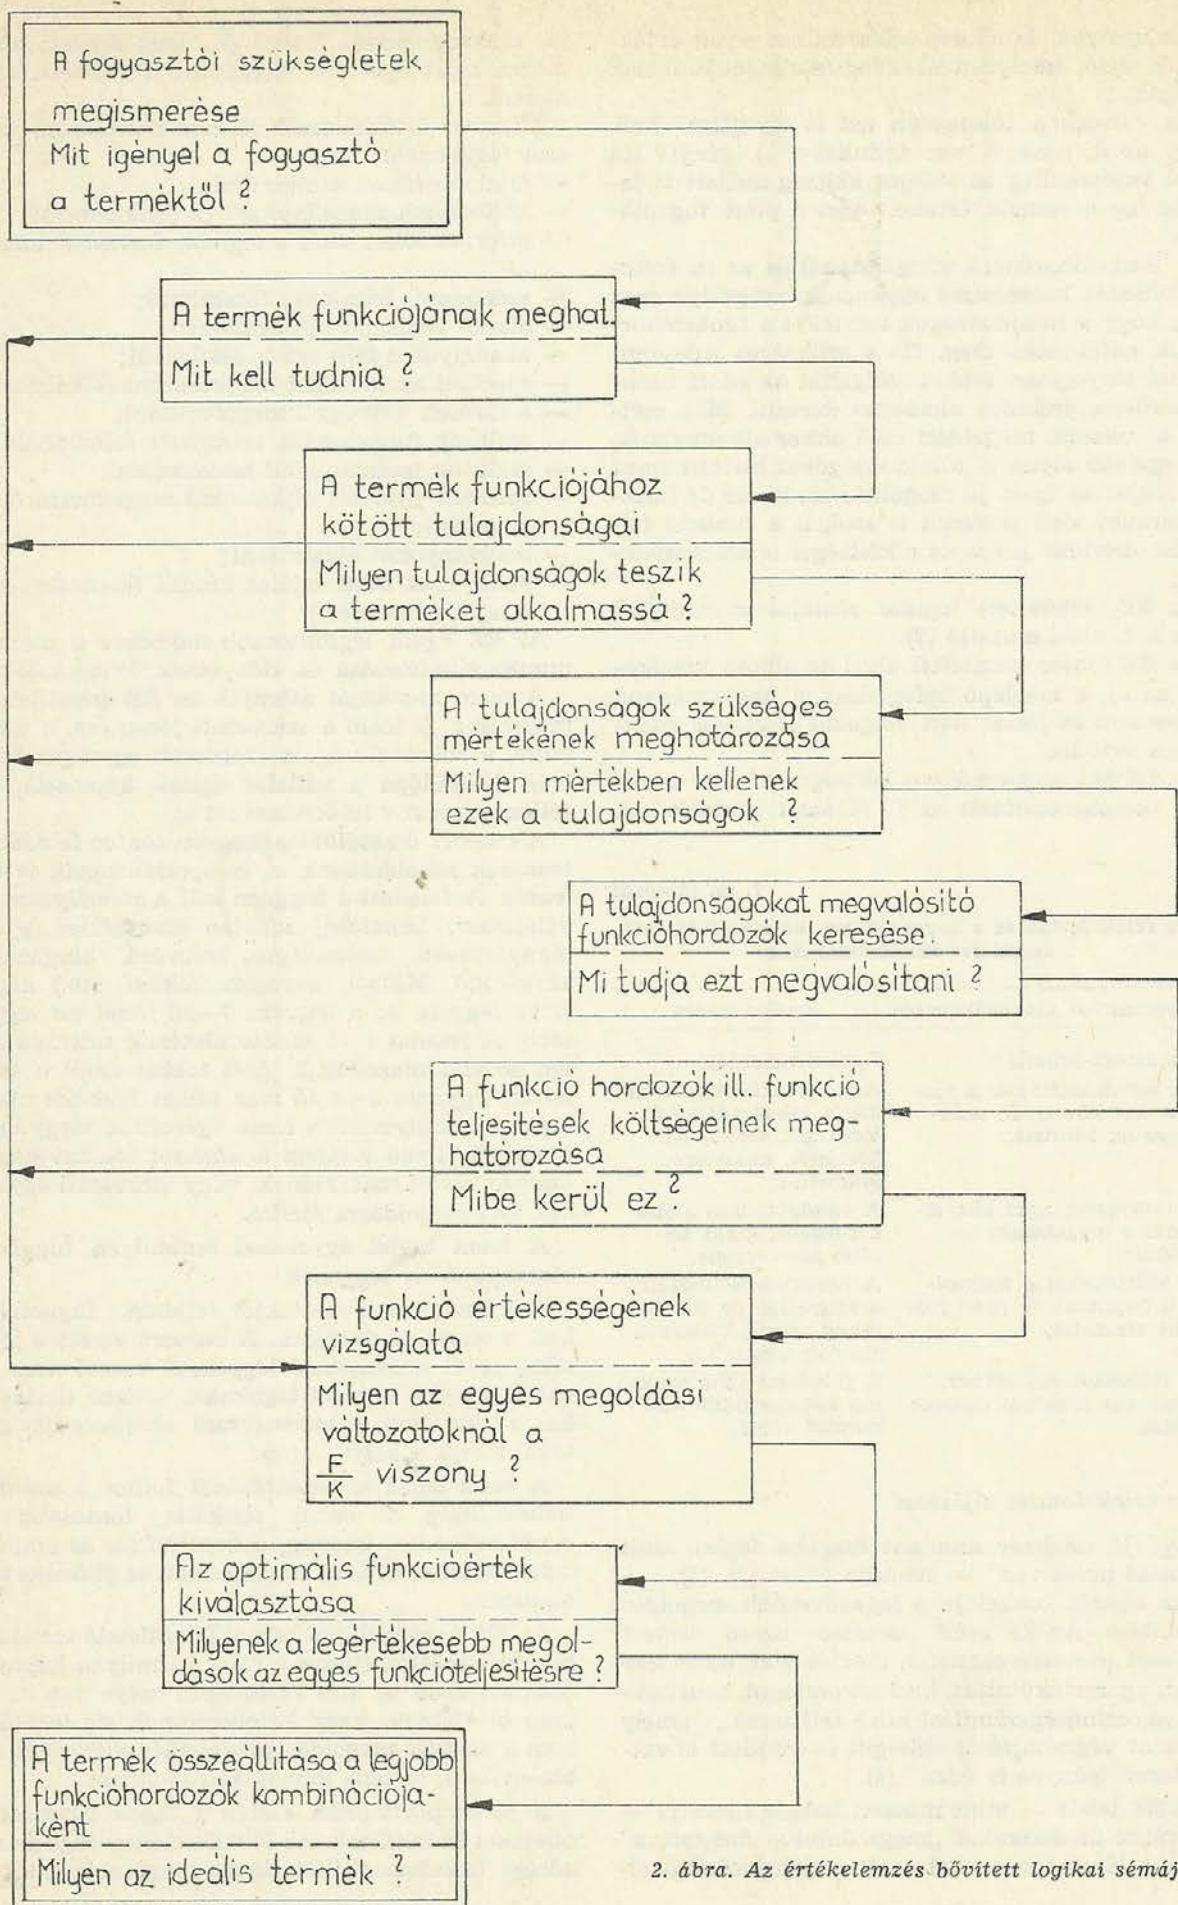 A fogyasztói szükségletek
megismerése
Mit igényel a fogyasztó
a terméktől ?
A termék funkciójának meghat.
Mit kell tudnia ?
A termék funkciójához
kötött tulajdonságai
Milyen tulajdonságok teszik
a terméket alkalmassá ?
A tulajdonságok szükséges
mértékének meghatározása
Milyen mértékben kellenek
ezek a tulajdonságok ?
A tulajdonságokat megvalósító
funkcióhordozók keresése.
Mi tudja ezt megvalósítani ?
A funkció hordozók ill. funkció
teljesítések költségeinek meg-
határozása
Mibe kerül ez ?
A funkció értékességének
vizsgálata
Milyen az egyes megoldási
változatoknál a
F/K viszony ?
Az optimális funkcióérték
kiválasztása
Milyenek a legértékesebb megol-
dások az egyes funkcióteljesítésre ?
A termék összeállítása a legjobb
funkcióhordozók kombinációja-
ként
Milyen az ideális termék ?
2. ábra. Az értékelemzés bővített logikai sémáj